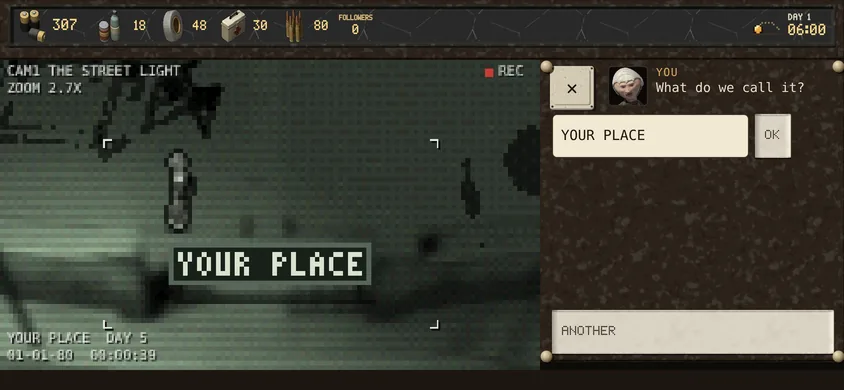 307 18 48 30 80 FOLLOWERS 0 DAY 1 06:00
CAM1 THE STREET LIGHT
ZOOM 2.7X
REC
YOUR PLACE
YOUR PLACE DAY 5
01-01-80 00:00:39
YOU
What do we call it?
YOUR PLACE
OK
ANOTHER